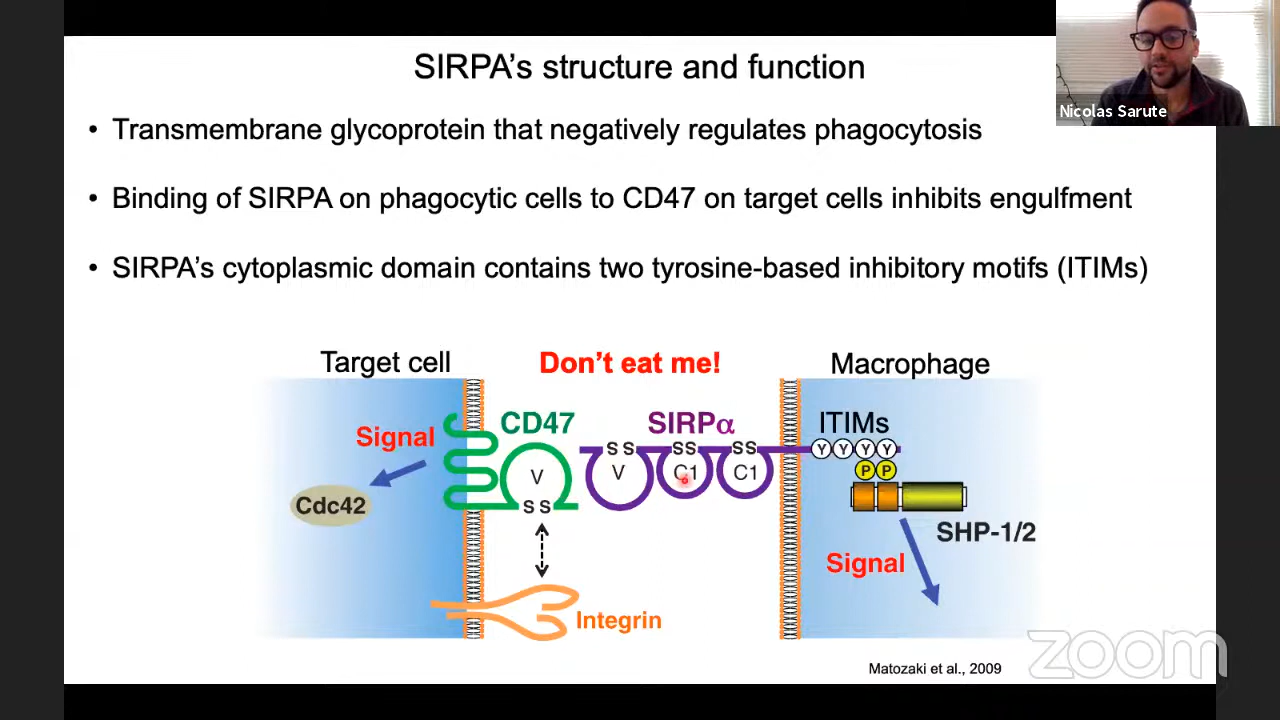 SIRPA's structure and function
Nicolas Sarute
• Transmembrane glycoprotein that negatively regulates phagocytosis
• Binding of SIRPA on phagocytic cells to CD47 on target cells inhibits engulfment
• SIRPA's cytoplasmic domain contains two tyrosine-based inhibitory motifs (ITIMs)
Target cell
Don't eat me!
Macrophage
CD47
SIRPα
ITIMs
Signal
S S
S S
S S
Y Y Y Y
V
V
C1
C1
P P
Cdc42
S S
SHP-1/2
Signal
Integrin
zoom
Matozaki et al., 2009